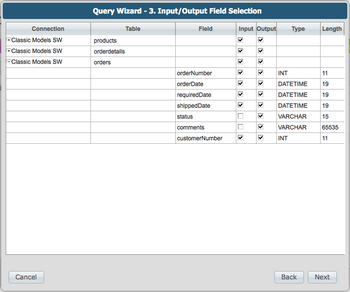 Query Wizard - 3. Input/Output Field Selection
Connection Table Field Input Output Type Length
Classic Models SW products
Classic Models SW orderdetails
Classic Models SW orders
orderNumber INT 11
orderDate DATETIME 19
requiredDate DATETIME 19
shippedDate DATETIME 19
status VARCHAR 15
comments VARCHAR 65535
customerNumber INT 11
Cancel Back Next